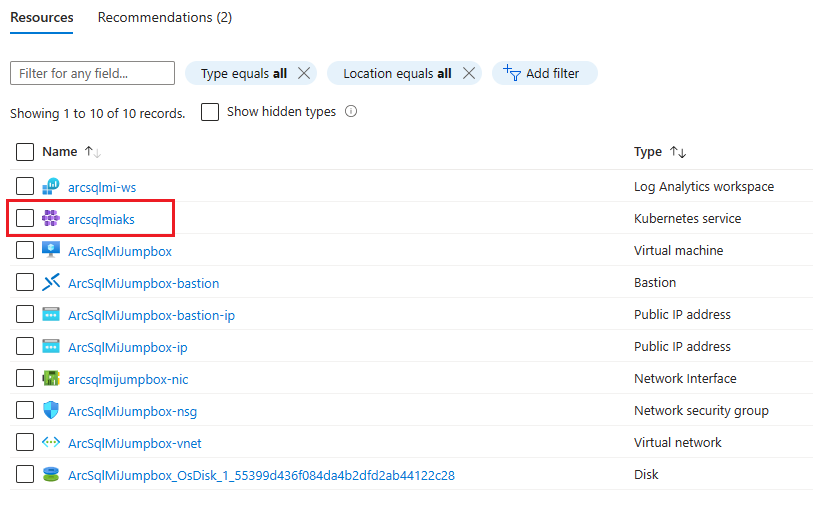 Resources Recommendations (2)
Filter for any field... Type equals all Location equals all Add filter
Showing 1 to 10 of 10 records. Show hidden types
Name Type
arcsqlmi-ws Log Analytics workspace
arcsqlmiaks Kubernetes service
ArcSqlMiJumpbox Virtual machine
ArcSqlMiJumpbox-bastion Bastion
ArcSqlMiJumpbox-bastion-ip Public IP address
ArcSqlMiJumpbox-ip Public IP address
arcsqlmijumpbox-nic Network Interface
ArcSqlMiJumpbox-nsg Network security group
ArcSqlMiJumpbox-vnet Virtual network
ArcSqlMiJumpbox_OsDisk_1_55399d436f084da4b2dfd2ab44122c28 Disk